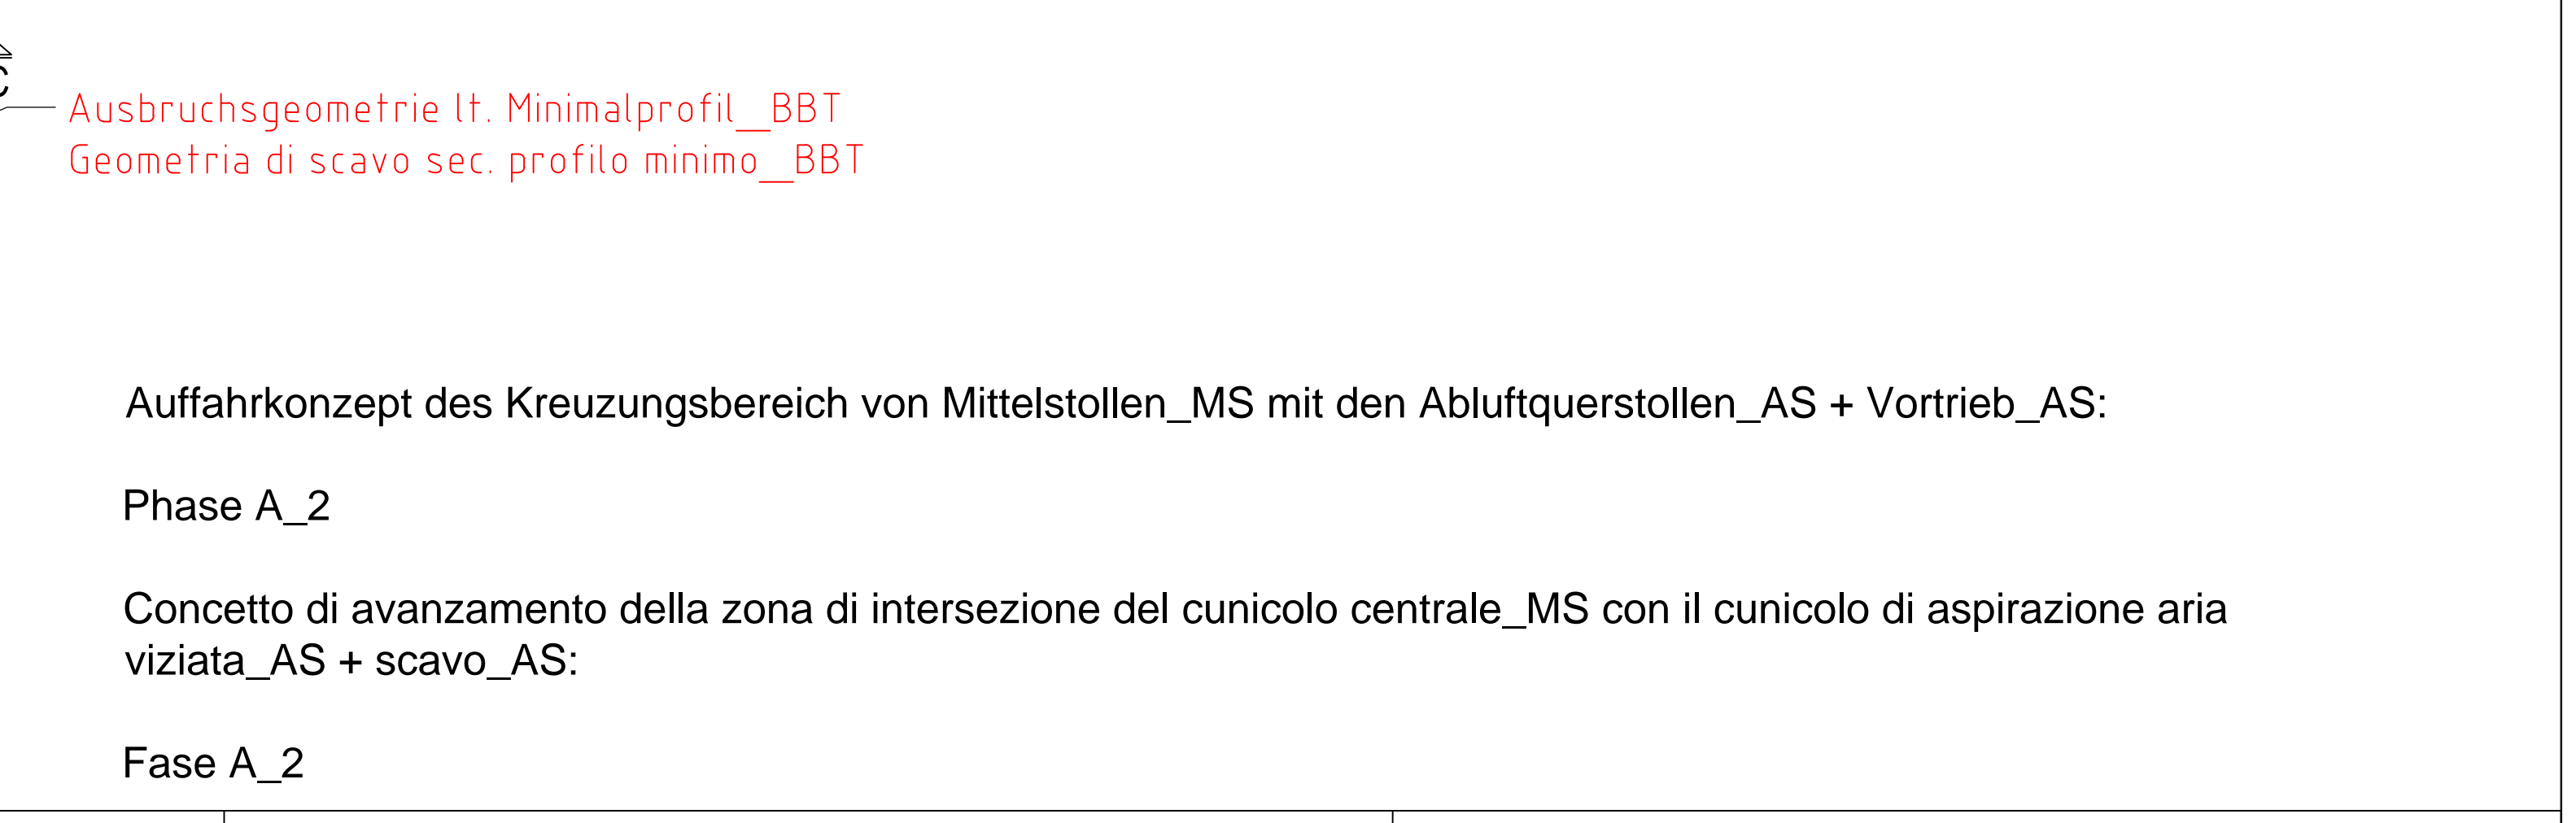 Ausbruchsgeometrie lt. Minimalprofil_BBT
Geometria di scavo sec. profilo minimo_BBT
Auffahrkonzept des Kreuzungsbereich von Mittelstollen_MS mit den Abluftquerstollen_AS + Vortrieb_AS:
Phase A_2
Concetto di avanzamento della zona di intersezione del cunicolo centrale_MS con il cunicolo di aspirazione aria
viziata_AS + scavo_AS:
Fase A_2